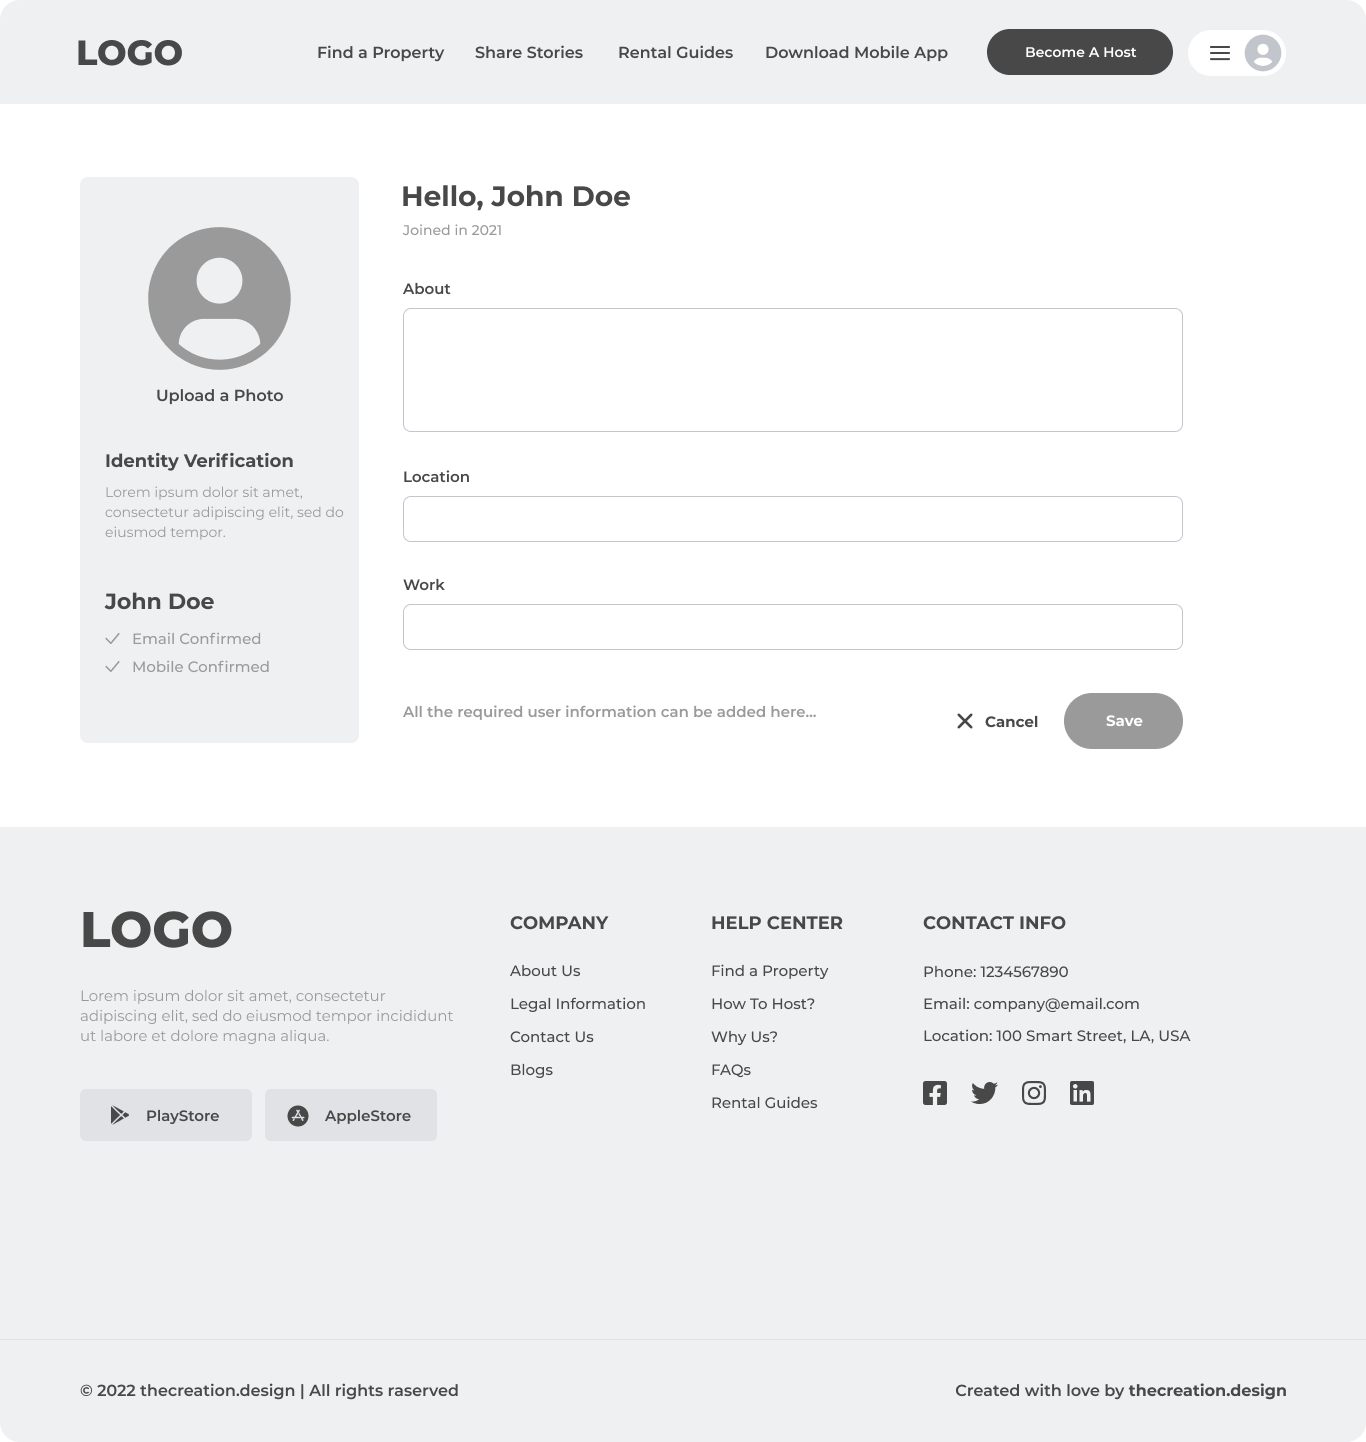 LOGO
Find a Property
Share Stories
Rental Guides
Download Mobile App
Become A Host
Upload a Photo
Identity Verification
Lorem ipsum dolor sit amet,
consectetur adipiscing elit, sed do
eiusmod tempor.
John Doe
Email Confirmed
Mobile Confirmed
Hello, John Doe
Joined in 2021
About
Location
Work
All the required user information can be added here...
Cancel
Save
LOGO
Lorem ipsum dolor sit amet, consectetur
adipiscing elit, sed do eiusmod tempor incididunt
ut labore et dolore magna aliqua.
PlayStore
AppleStore
COMPANY
About Us
Legal Information
Contact Us
Blogs
HELP CENTER
Find a Property
How To Host?
Why Us?
FAQs
Rental Guides
CONTACT INFO
Phone: 1234567890
Email: company@email.com
Location: 100 Smart Street, LA, USA
© 2022 thecreation.design | All rights raserved
Created with love by thecreation.design